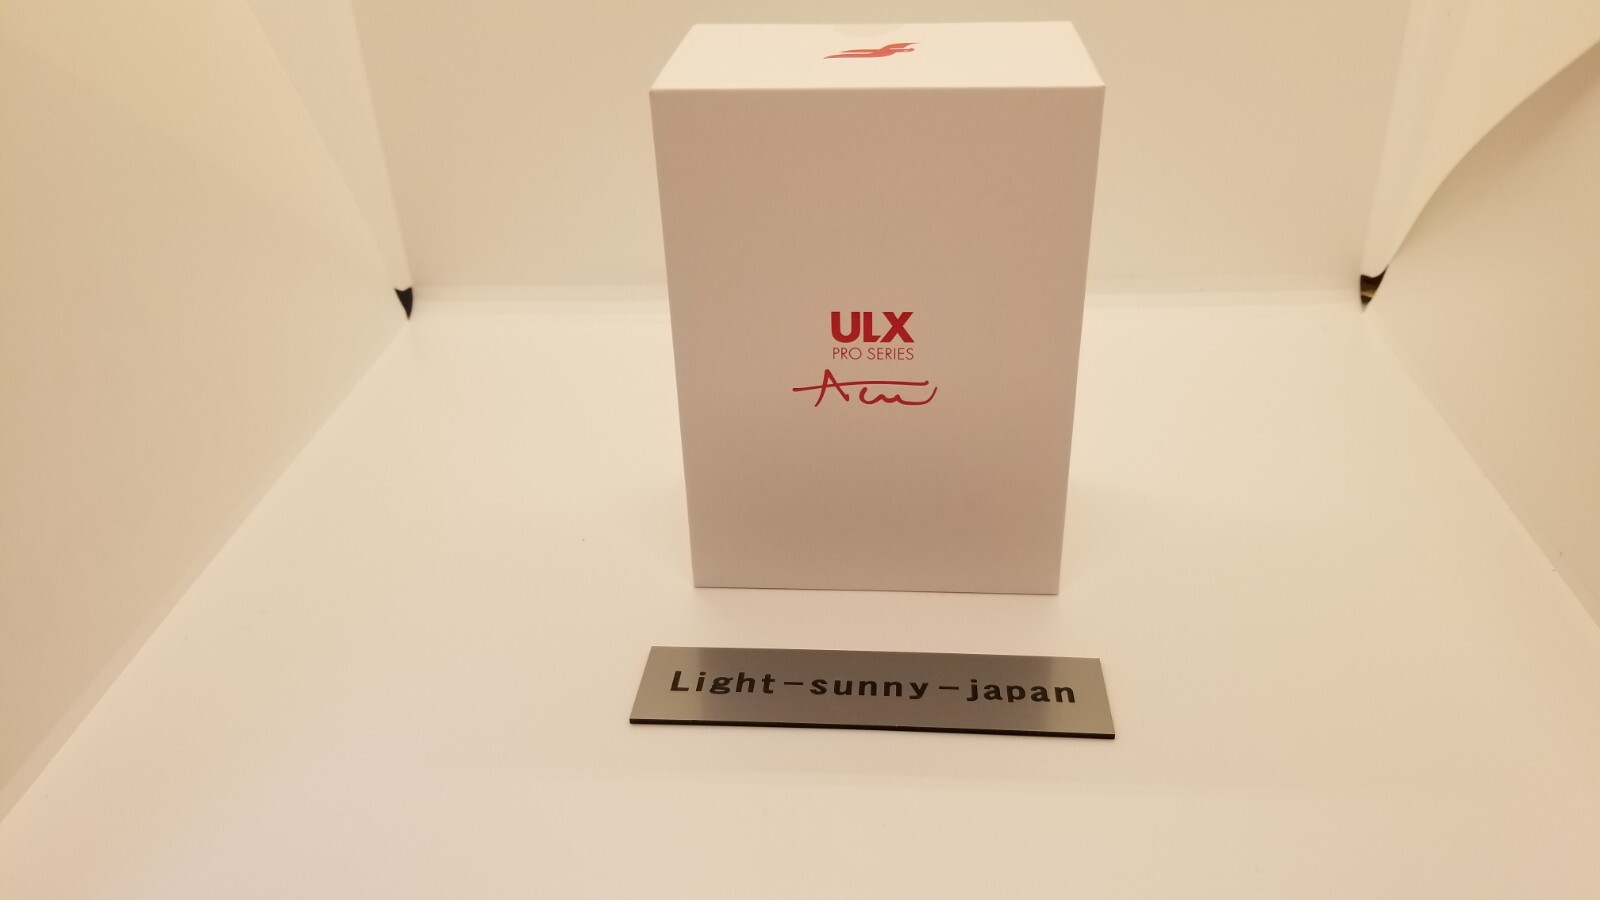 ULX
PRO SERIES
Light-sunny-japan